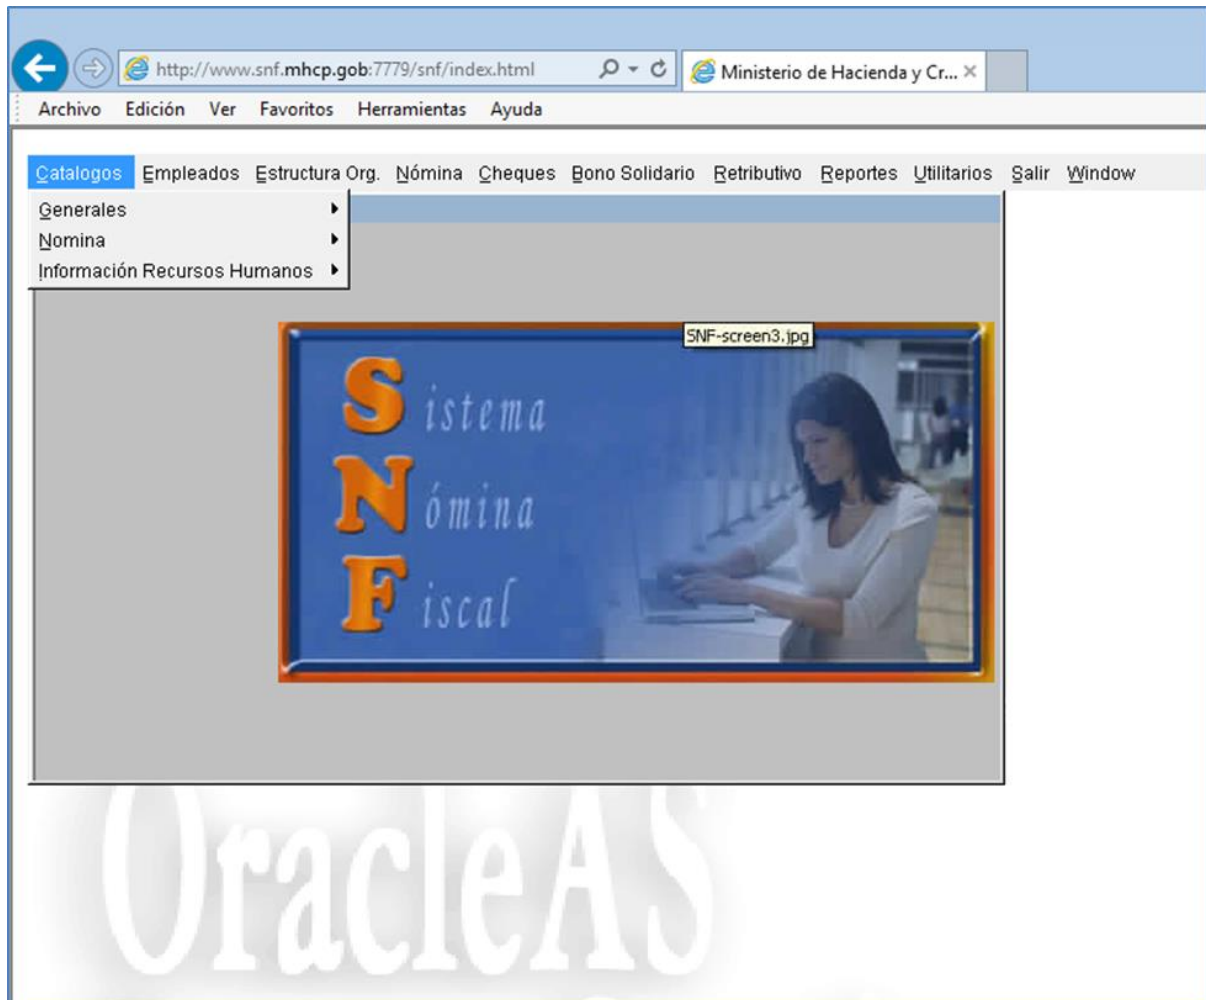 http://www.snf.mhcp.gob:7779/snf/index.html
Ministerio de Hacienda y Cr...
Archivo Edición Ver Favoritos Herramientas Ayuda
Catalogos Empleados Estructura Org. Nómina Cheques Bono Solidario Retributivo Reportes Utilitarios Salir Window
Generales
Nomina
Información Recursos Humanos
SNF-screen3.jpg
Sistema
Nómina
Fiscal
OracleAS